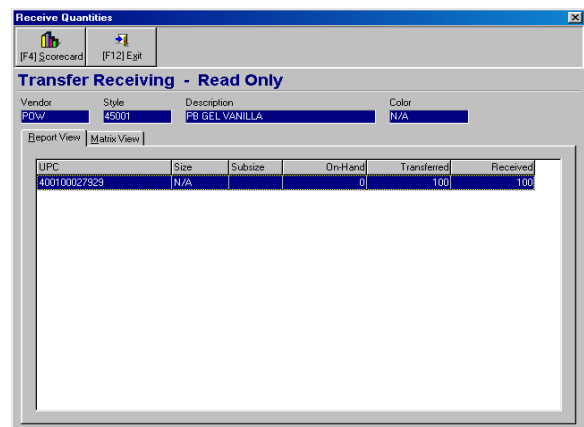 Receive Quantities
[F4] Scorecard [F12] Exit
Transfer Receiving - Read Only
Vendor Style Description Color
POW 45001 PB GEL VANILLA N/A
Report View Matrix View
UPC Size Subsize On-Hand Transferred Received
400100027929 N/A 0 100 100